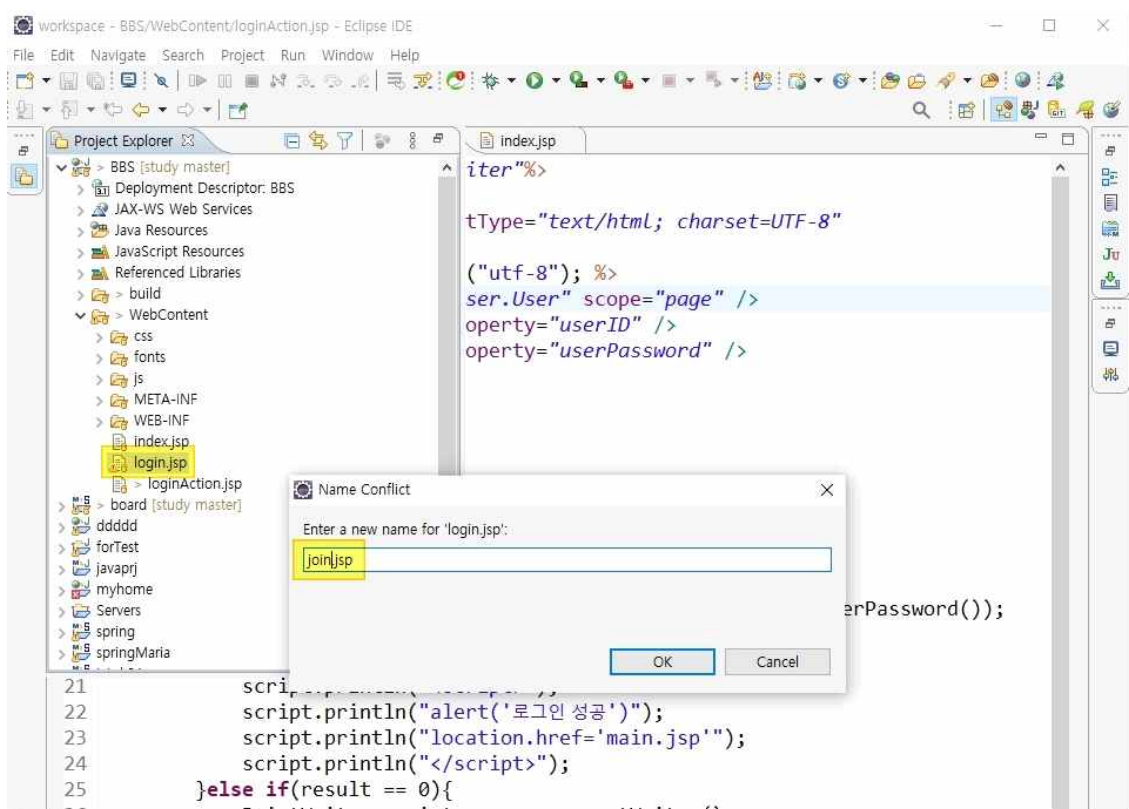 workspace - BBS/WebContent/loginAction.jsp - Eclipse IDE
File Edit Navigate Search Project Run Window Help
Project Explorer
index.jsp
> BBS [study master]
Deployment Descriptor: BBS
JAX-WS Web Services
Java Resources
JavaScript Resources
Referenced Libraries
> build
> WebContent
css
fonts
js
META-INF
WEB-INF
index.jsp
login.jsp
> loginAction.jsp
> board [study master]
ddddd
forTest
javaprj
myhome
Servers
spring
springMaria
iter"%>
tType="text/html; charset=UTF-8"
("utf-8"); %>
ser.User" scope="page" />
operty="userID" />
operty="userPassword" />
Name Conflict
Enter a new name for 'login.jsp':
join.jsp
OK Cancel
erPassword());
21
22 script.println("alert('로그인 성공')");
23 script.println("location.href='main.jsp'");
24 script.println("</script>");
25 }else if(result == 0){